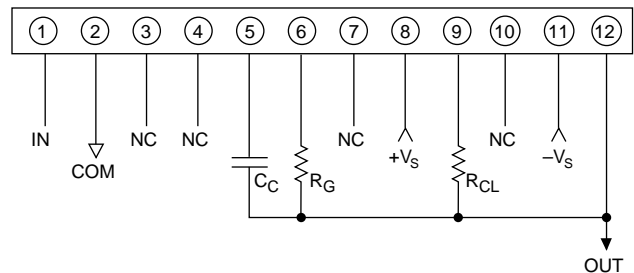 1 2 3 4 5 6 7 8 9 10 11 12
IN NC NC NC +VS NC –VS
COM CC RG RCL
OUT